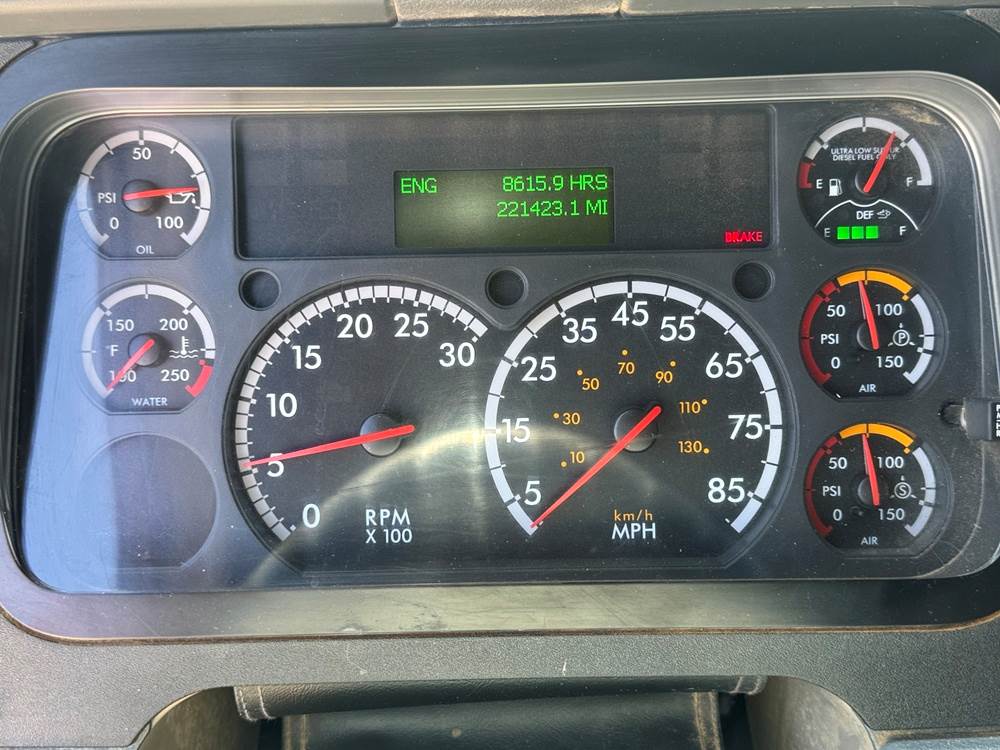 50
PSI
0
100
OIL
ENG 8615.9 HRS
221423.1 MI
BRAKE
ULTRA LOW SULFUR
DIESEL FUEL ONLY
E F
DEF
E F
150 200
°F
100 250
WATER
0
5
10
15
20
25
30
RPM
X 100
5
15
25
35
45
55
65
75
85
10
30
50
70
90
110
130
km/h
MPH
50 100
PSI P
0 150
AIR
50 100
PSI S
0 150
AIR